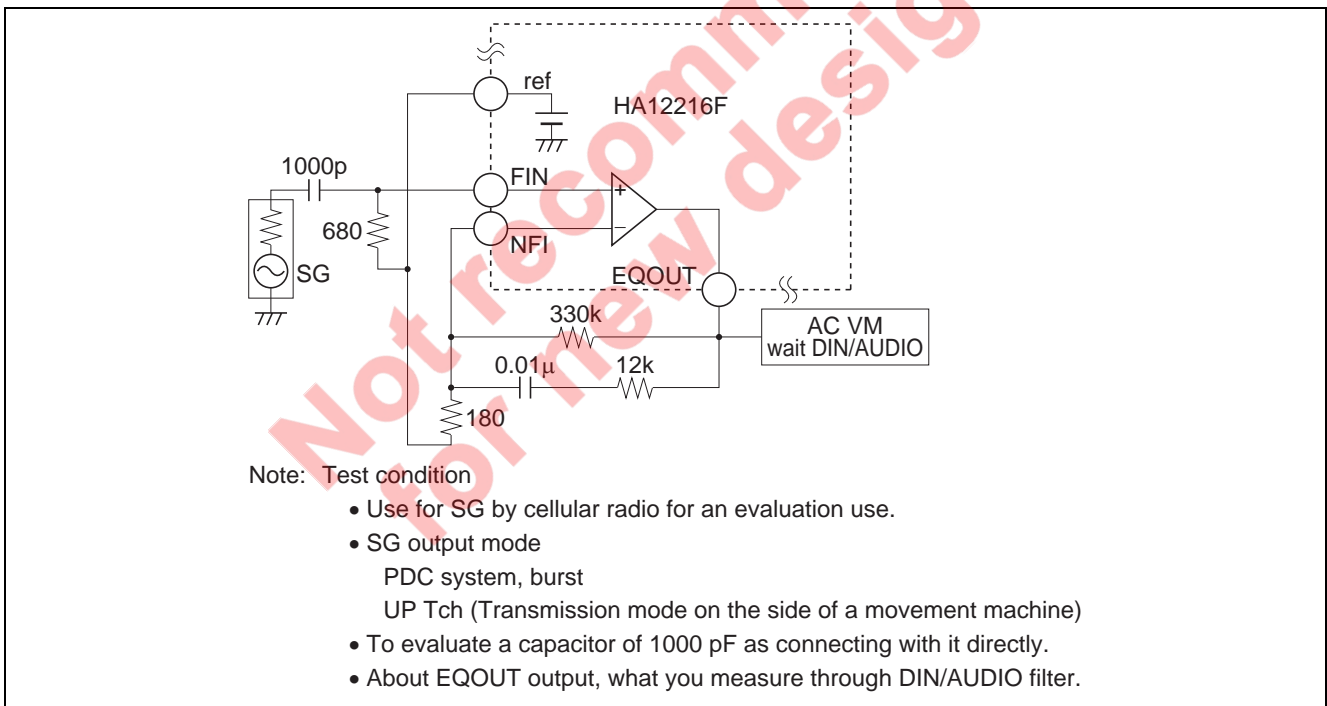 Not recomm
for new desig
ref
HA12216F
1000p
FIN
680
NFI
SG
EQOUT
330k
AC VM
wait DIN/AUDIO
0.01μ
12k
180
Note: Test condition
• Use for SG by cellular radio for an evaluation use.
• SG output mode
PDC system, burst
UP Tch (Transmission mode on the side of a movement machine)
• To evaluate a capacitor of 1000 pF as connecting with it directly.
• About EQOUT output, what you measure through DIN/AUDIO filter.